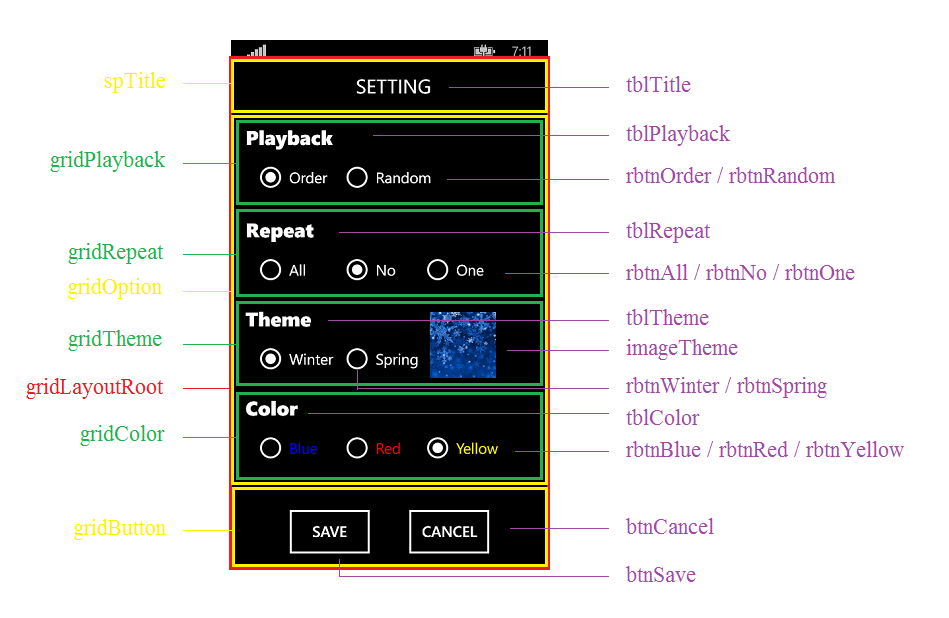 7:11
spTitle
SETTING
tblTitle
Playback
tblPlayback
gridPlayback
Order
Random
rbtnOrder / rbtnRandom
Repeat
tblRepeat
gridRepeat
All
No
One
rbtnAll / rbtnNo / rbtnOne
gridOption
Theme
tblTheme
gridTheme
imageTheme
Winter
Spring
rbtnWinter / rbtnSpring
gridLayoutRoot
Color
tblColor
gridColor
Blue
Red
Yellow
rbtnBlue / rbtnRed / rbtnYellow
gridButton
SAVE
CANCEL
btnCancel
btnSave